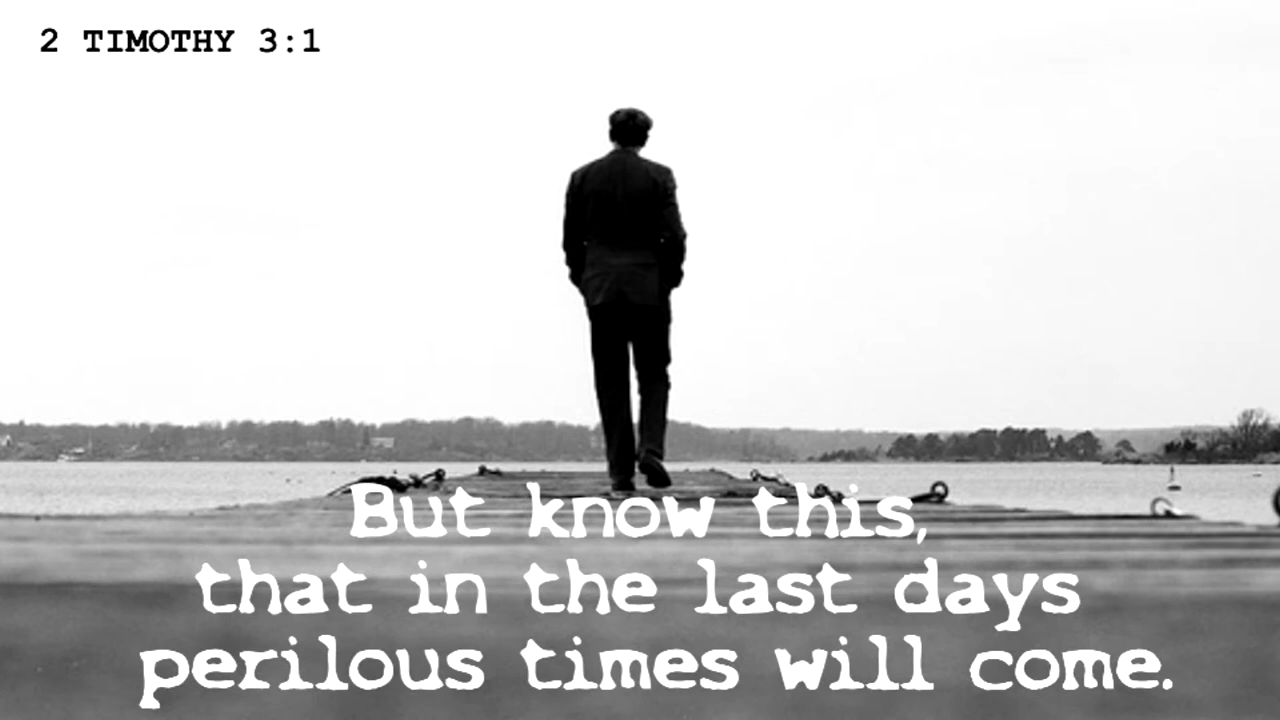 2 TIMOTHY 3:1
But know this,
that in the last days
perilous times will come.